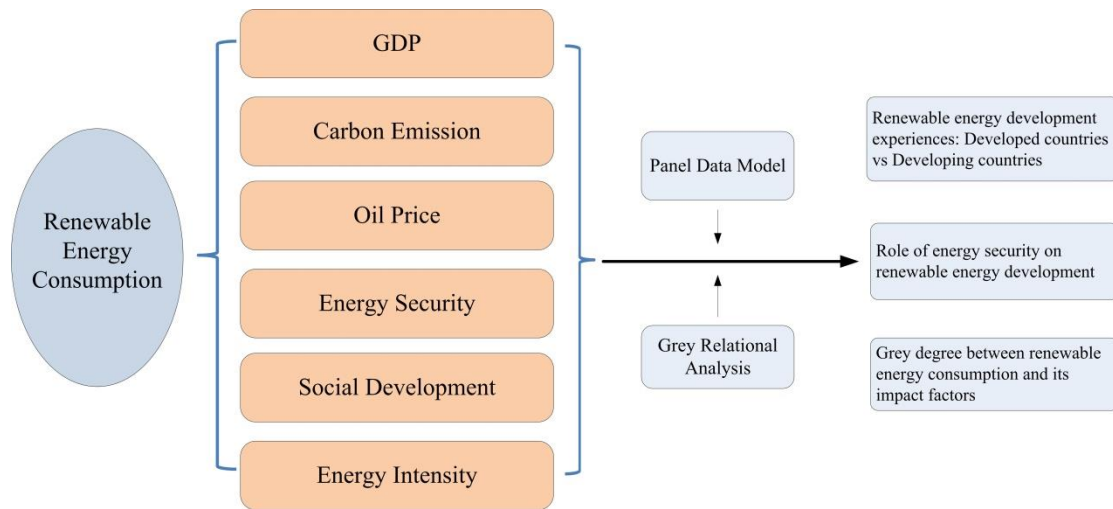 Renewable
Energy
Consumption
GDP
Carbon Emission
Oil Price
Energy Security
Social Development
Energy Intensity
Panel Data Model
Grey Relational
Analysis
Renewable energy development
experiences: Developed countries
vs Developing countries
Role of energy security on
renewable energy development
Grey degree between renewable
energy consumption and its
impact factors